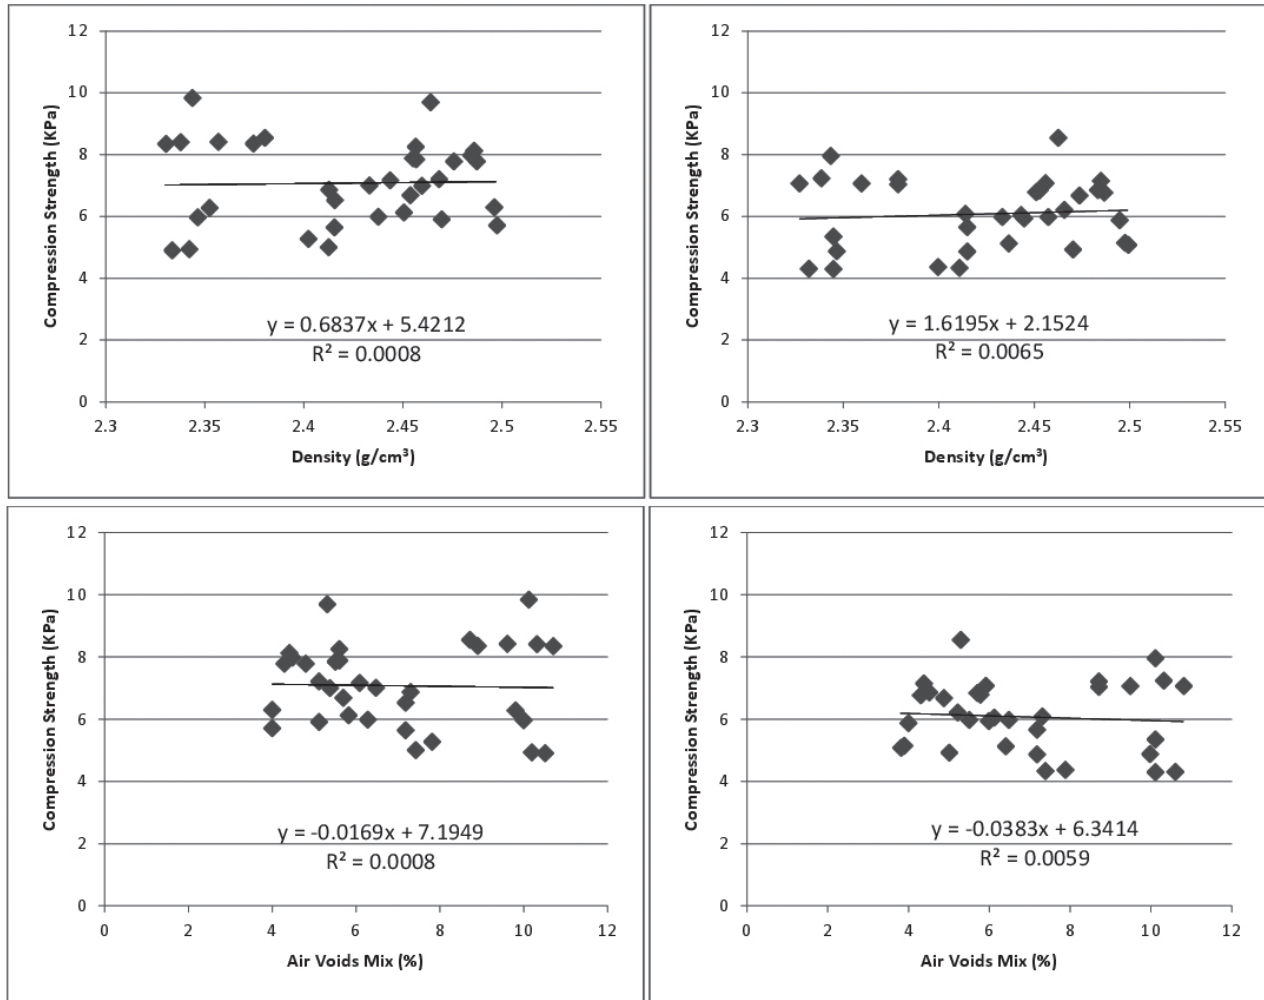 12
10
8
6
4
2
0
Compression Strength (KPa)
y = 0.6837x + 5.4212
R² = 0.0008
2.3 2.35 2.4 2.45 2.5 2.55
Density (g/cm³)
12
10
8
6
4
2
0
Compression Strength (KPa)
y = 1.6195x + 2.1524
R² = 0.0065
2.3 2.35 2.4 2.45 2.5 2.55
Density (g/cm³)
12
10
8
6
4
2
0
Compression Strength (KPa)
y = -0.0169x + 7.1949
R² = 0.0008
0 2 4 6 8 10 12
Air Voids Mix (%)
12
10
8
6
4
2
0
Compression Strength (KPa)
y = -0.0383x + 6.3414
R² = 0.0059
0 2 4 6 8 10 12
Air Voids Mix (%)